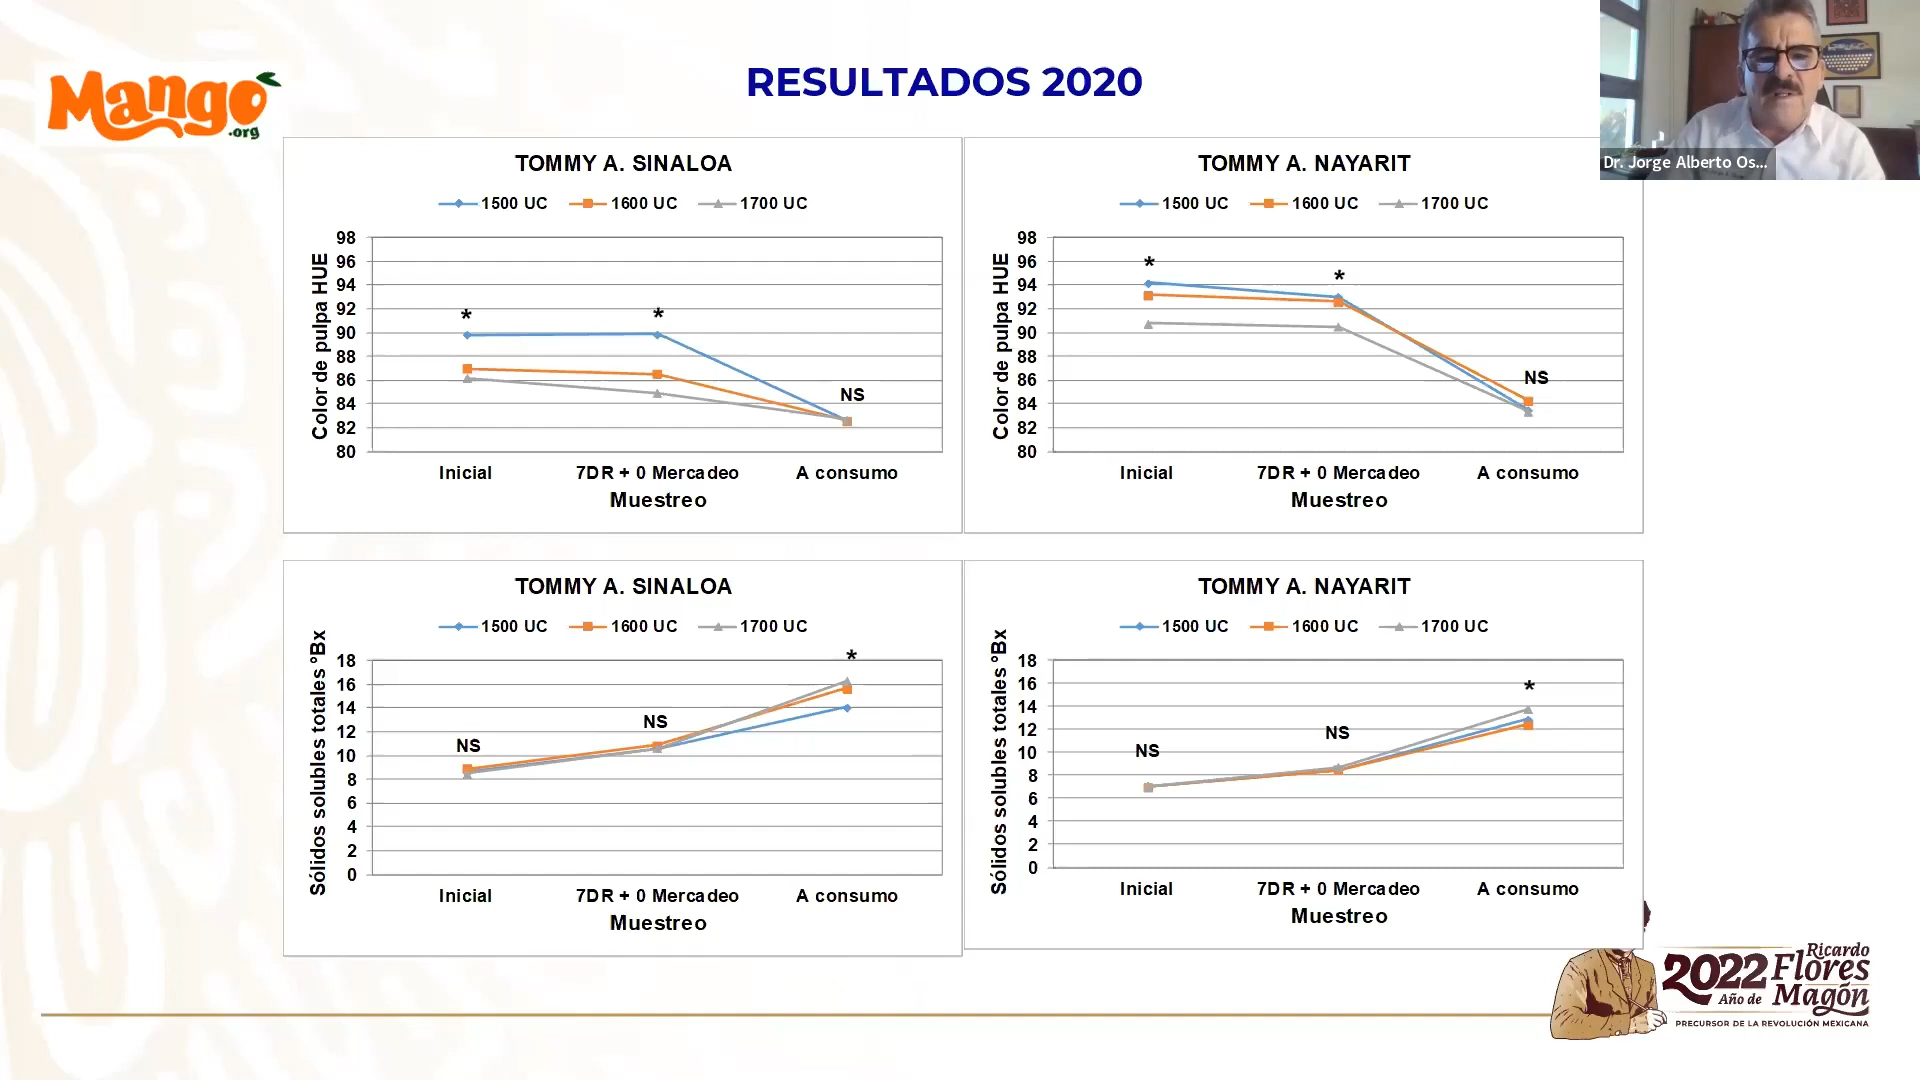 Mango
.org
RESULTADOS 2020
Dr. Jorge Alberto Os...
TOMMY A. SINALOA
1500 UC 1600 UC 1700 UC
Color de pulpa HUE
98
96
94
92
90
88
86
84
82
80
* * NS
Inicial 7DR + 0 Mercadeo A consumo
Muestreo
TOMMY A. NAYARIT
1500 UC 1600 UC 1700 UC
Color de pulpa HUE
98
96
94
92
90
88
86
84
82
80
* * NS
Inicial 7DR + 0 Mercadeo A consumo
Muestreo
TOMMY A. SINALOA
1500 UC 1600 UC 1700 UC
Sólidos solubles totales °Bx
18
16
14
12
10
8
6
4
2
0
NS NS *
Inicial 7DR + 0 Mercadeo A consumo
Muestreo
TOMMY A. NAYARIT
1500 UC 1600 UC 1700 UC
Sólidos solubles totales °Bx
18
16
14
12
10
8
6
4
2
0
NS NS *
Inicial 7DR + 0 Mercadeo A consumo
Muestreo
2022 Ricardo
Flores
Año de Magón
PRECURSOR DE LA REVOLUCIÓN MEXICANA